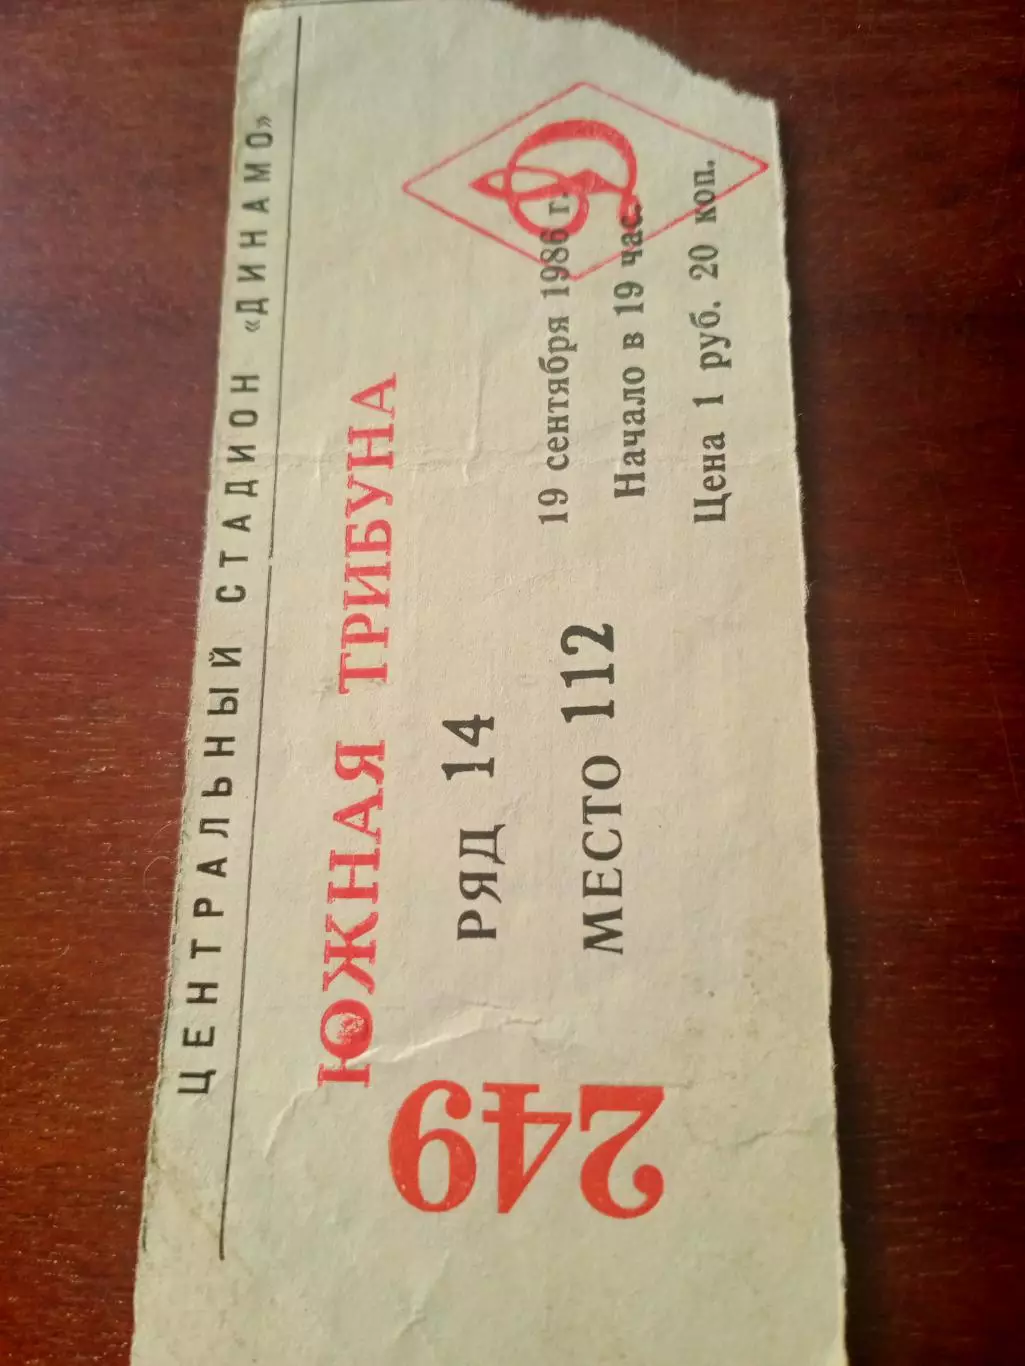 ЦЕНТРАЛЬНЫЙ СТАДИОН «ДИНАМО»
ЮЖНАЯ ТРИБУНА
РЯД 14
МЕСТО 112
19 сентября 1986 г.
Начало в 19 час.
Цена 1 руб. 20 коп.
249